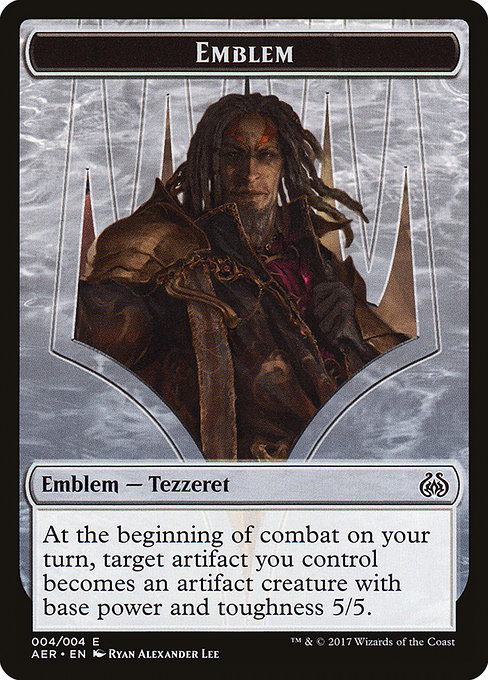 Emblem
Emblem — Tezzeret
At the beginning of combat on your
turn, target artifact you control
becomes an artifact creature with
base power and toughness 5/5.
004/004 E
AER • EN Ryan Alexander Lee
™ & © 2017 Wizards of the Coast